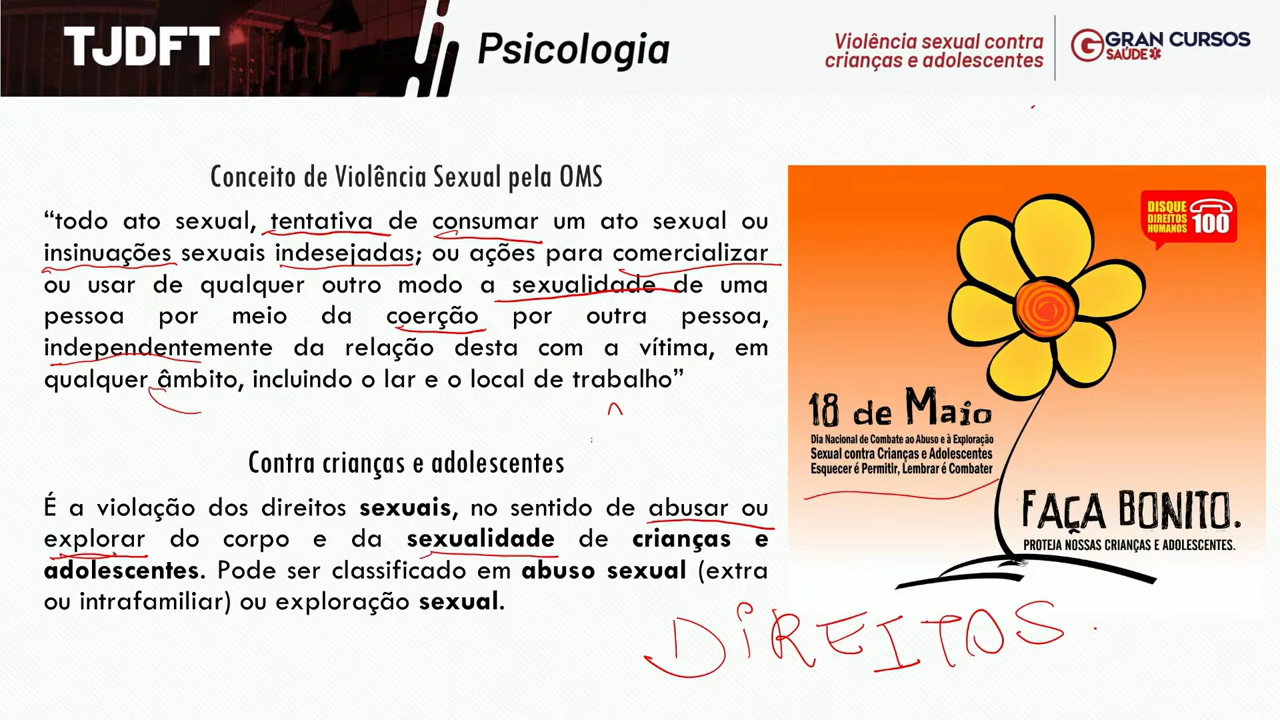 TJDFT
Psicologia
Violência sexual contra
crianças e adolescentes
GRAN CURSOS
SAÚDE
Conceito de Violência Sexual pela OMS
“todo ato sexual, tentativa de consumar um ato sexual ou
insinuações sexuais indesejadas; ou ações para comercializar
ou usar de qualquer outro modo a sexualidade de uma
pessoa por meio da coerção por outra pessoa,
independentemente da relação desta com a vítima, em
qualquer âmbito, incluindo o lar e o local de trabalho”
Contra crianças e adolescentes
É a violação dos direitos sexuais, no sentido de abusar ou
explorar do corpo e da sexualidade de crianças e
adolescentes. Pode ser classificado em abuso sexual (extra
ou intrafamiliar) ou exploração sexual.
DISQUE
DIREITOS
HUMANOS
100
18 de Maio
Dia Nacional de Combate ao Abuso e à Exploração
Sexual contra Crianças e Adolescentes
Esquecer é Permitir, Lembrar é Combater
FAÇA BONITO.
PROTEJA NOSSAS CRIANÇAS E ADOLESCENTES.
DiREITOS